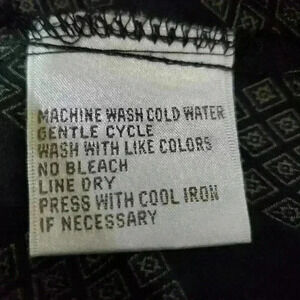 MACHINE WASH COLD WATER
GENTLE CYCLE
WASH WITH LIKE COLORS
NO BLEACH
LINE DRY
PRESS WITH COOL IRON
IF NECESSARY